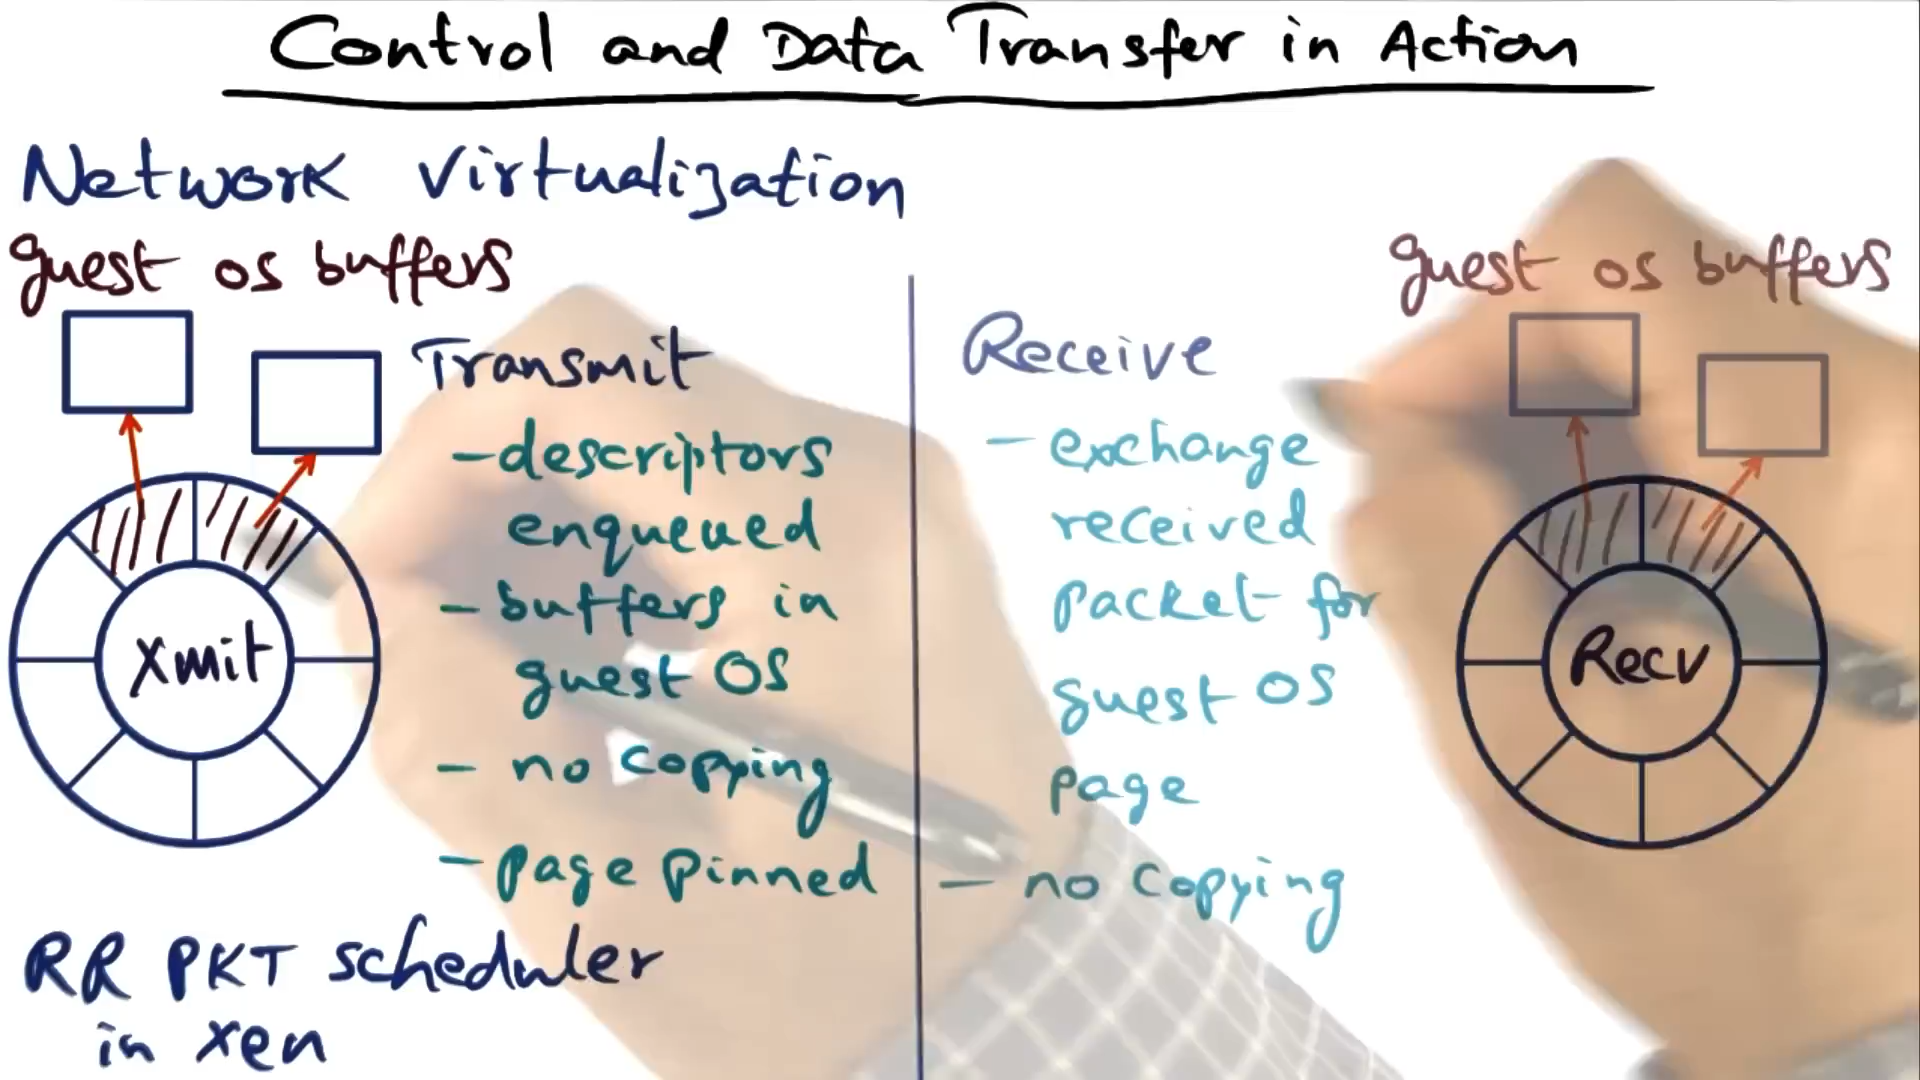 Control and Data Transfer in Action
Network Virtualization
guest os buffers
Transmit
- descriptors
enqueued
- buffers in
guest OS
- no copying
- page pinned
Xmit
RR PKT scheduler
in xen
Receive
- exchange
received
packet for
guest OS
page
- no copying
guest os buffers
Recv